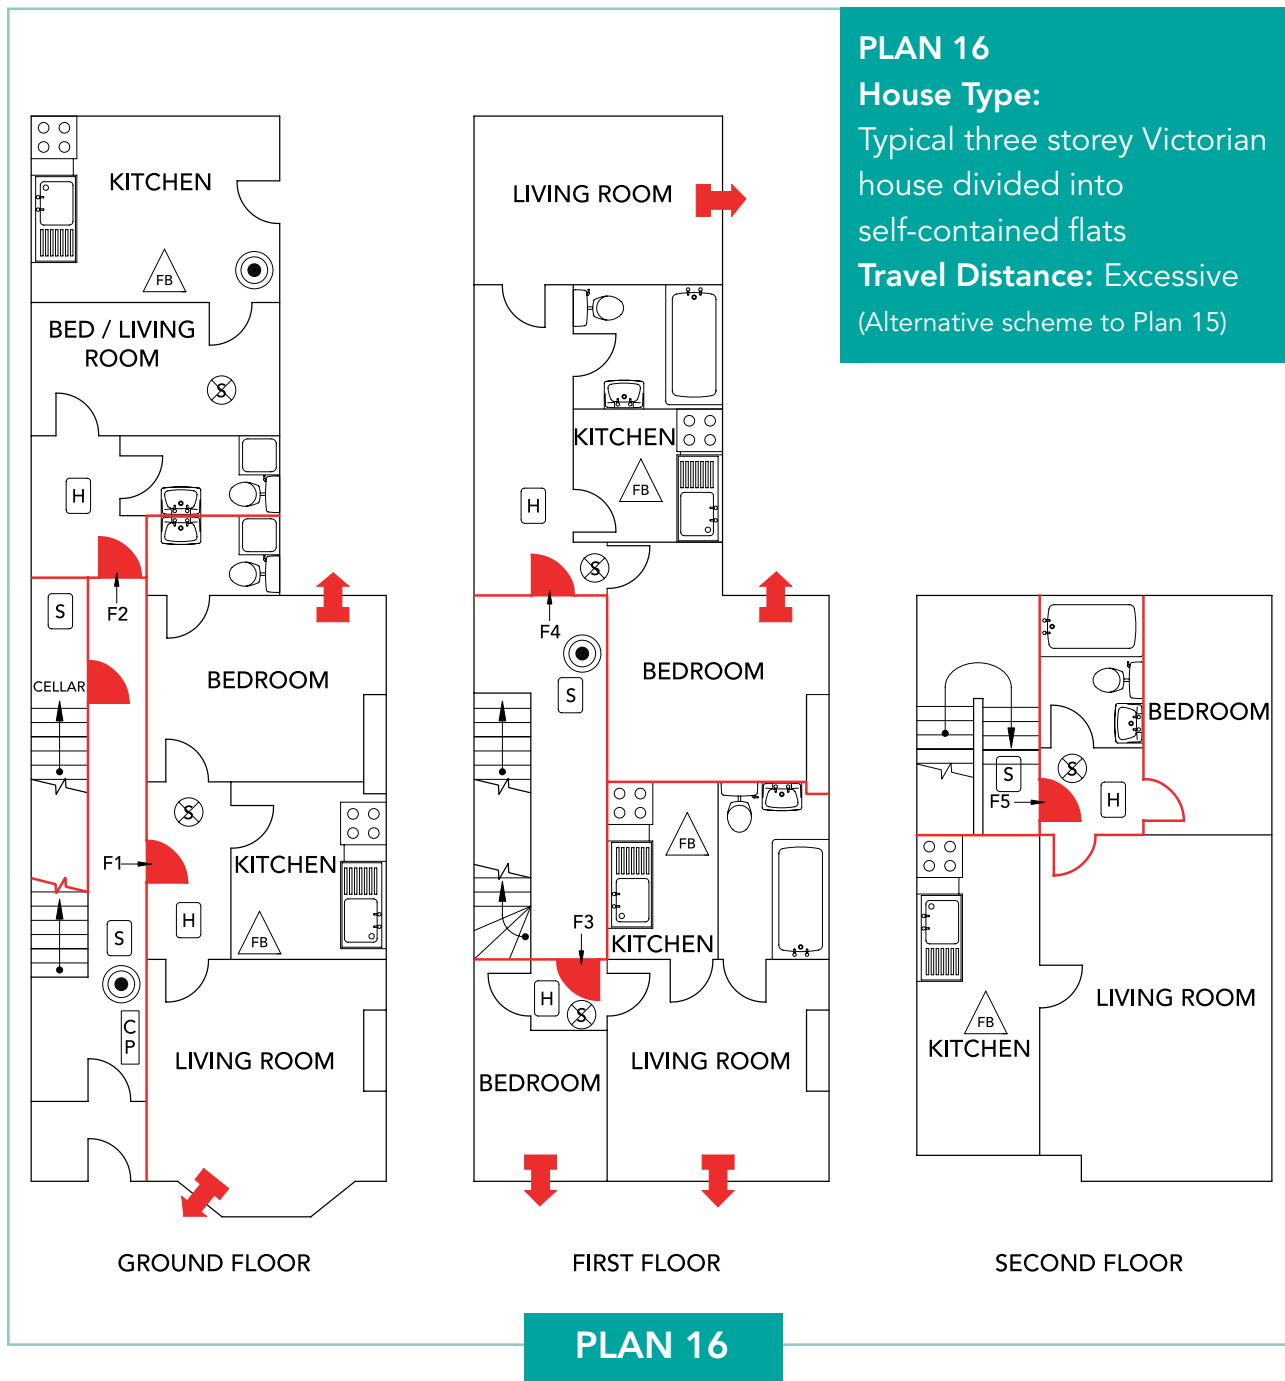 PLAN 16
House Type:
Typical three storey Victorian
house divided into
self-contained flats
Travel Distance: Excessive
(Alternative scheme to Plan 15)
KITCHEN
FB
BED / LIVING
ROOM
S
H
F2
S
CELLAR
BEDROOM
S
F1
KITCHEN
H
FB
S
C
P
LIVING ROOM
GROUND FLOOR
LIVING ROOM
KITCHEN
FB
H
S
F4
BEDROOM
S
FB
F3
KITCHEN
H
S
LIVING ROOM
BEDROOM
FIRST FLOOR
BEDROOM
S
S
F5
H
LIVING ROOM
FB
KITCHEN
SECOND FLOOR
PLAN 16